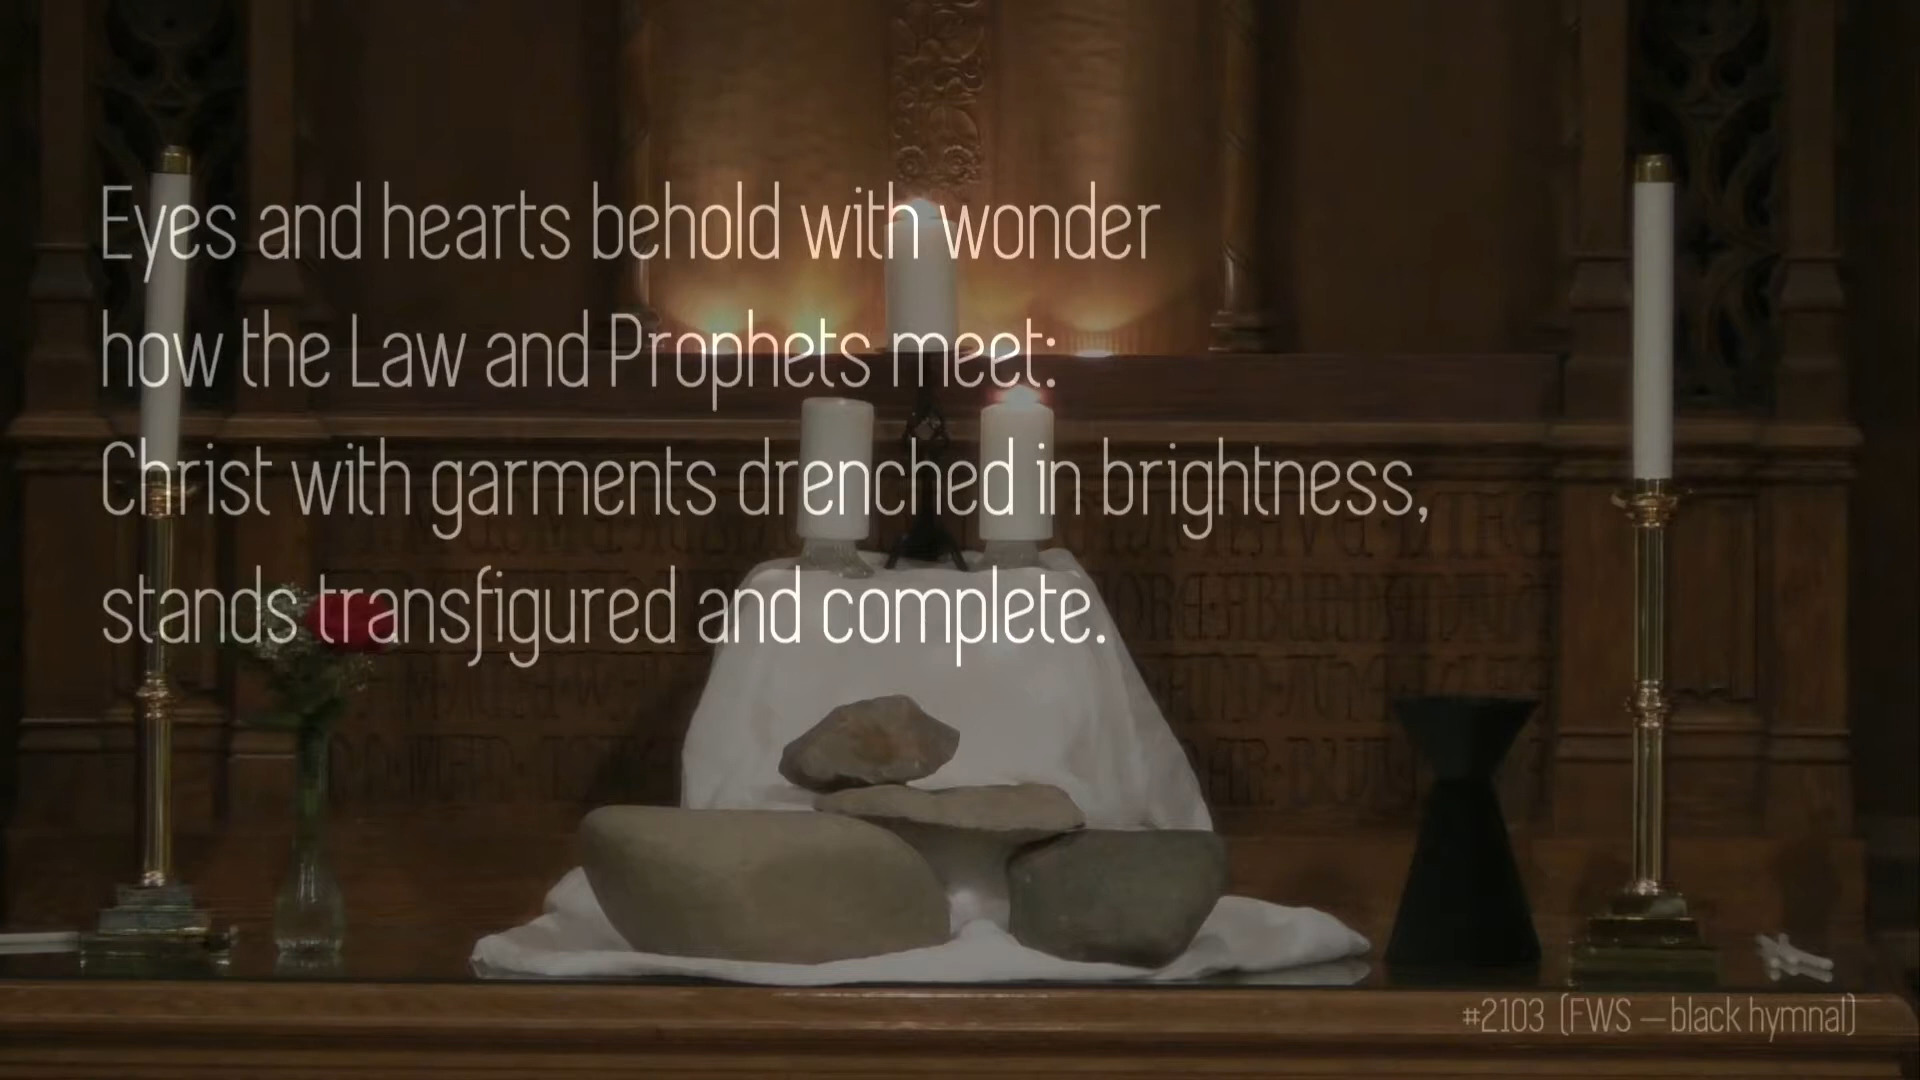 Eyes and hearts behold with wonder
how the Law and Prophets meet:
Christ with garments drenched in brightness,
stands transfigured and complete.
#2103 (FWS – black hymnal)